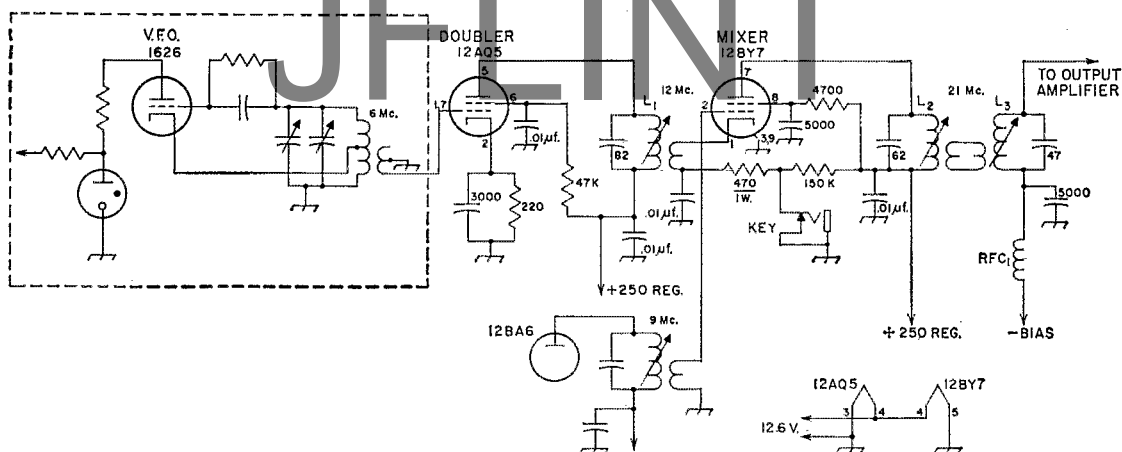 JFLINT
V.F.O.
1626
DOUBLER
12AQ5
MIXER
12BY7
TO OUTPUT
AMPLIFIER
6 Mc.
12 Mc.
21 Mc.
L1
L2
L3
1,7
5
6
2
.01µf.
82
47K
3000
220
.01µf.
.01µf.
+250 REG.
7
2
8
1
3,9
4700
5000
470
1W.
150K
KEY
.01µf.
62
47
5000
RFC1
+250 REG.
-BIAS
12BA6
9 Mc.
12AQ5
12BY7
3
4
4
5
12.6 V.